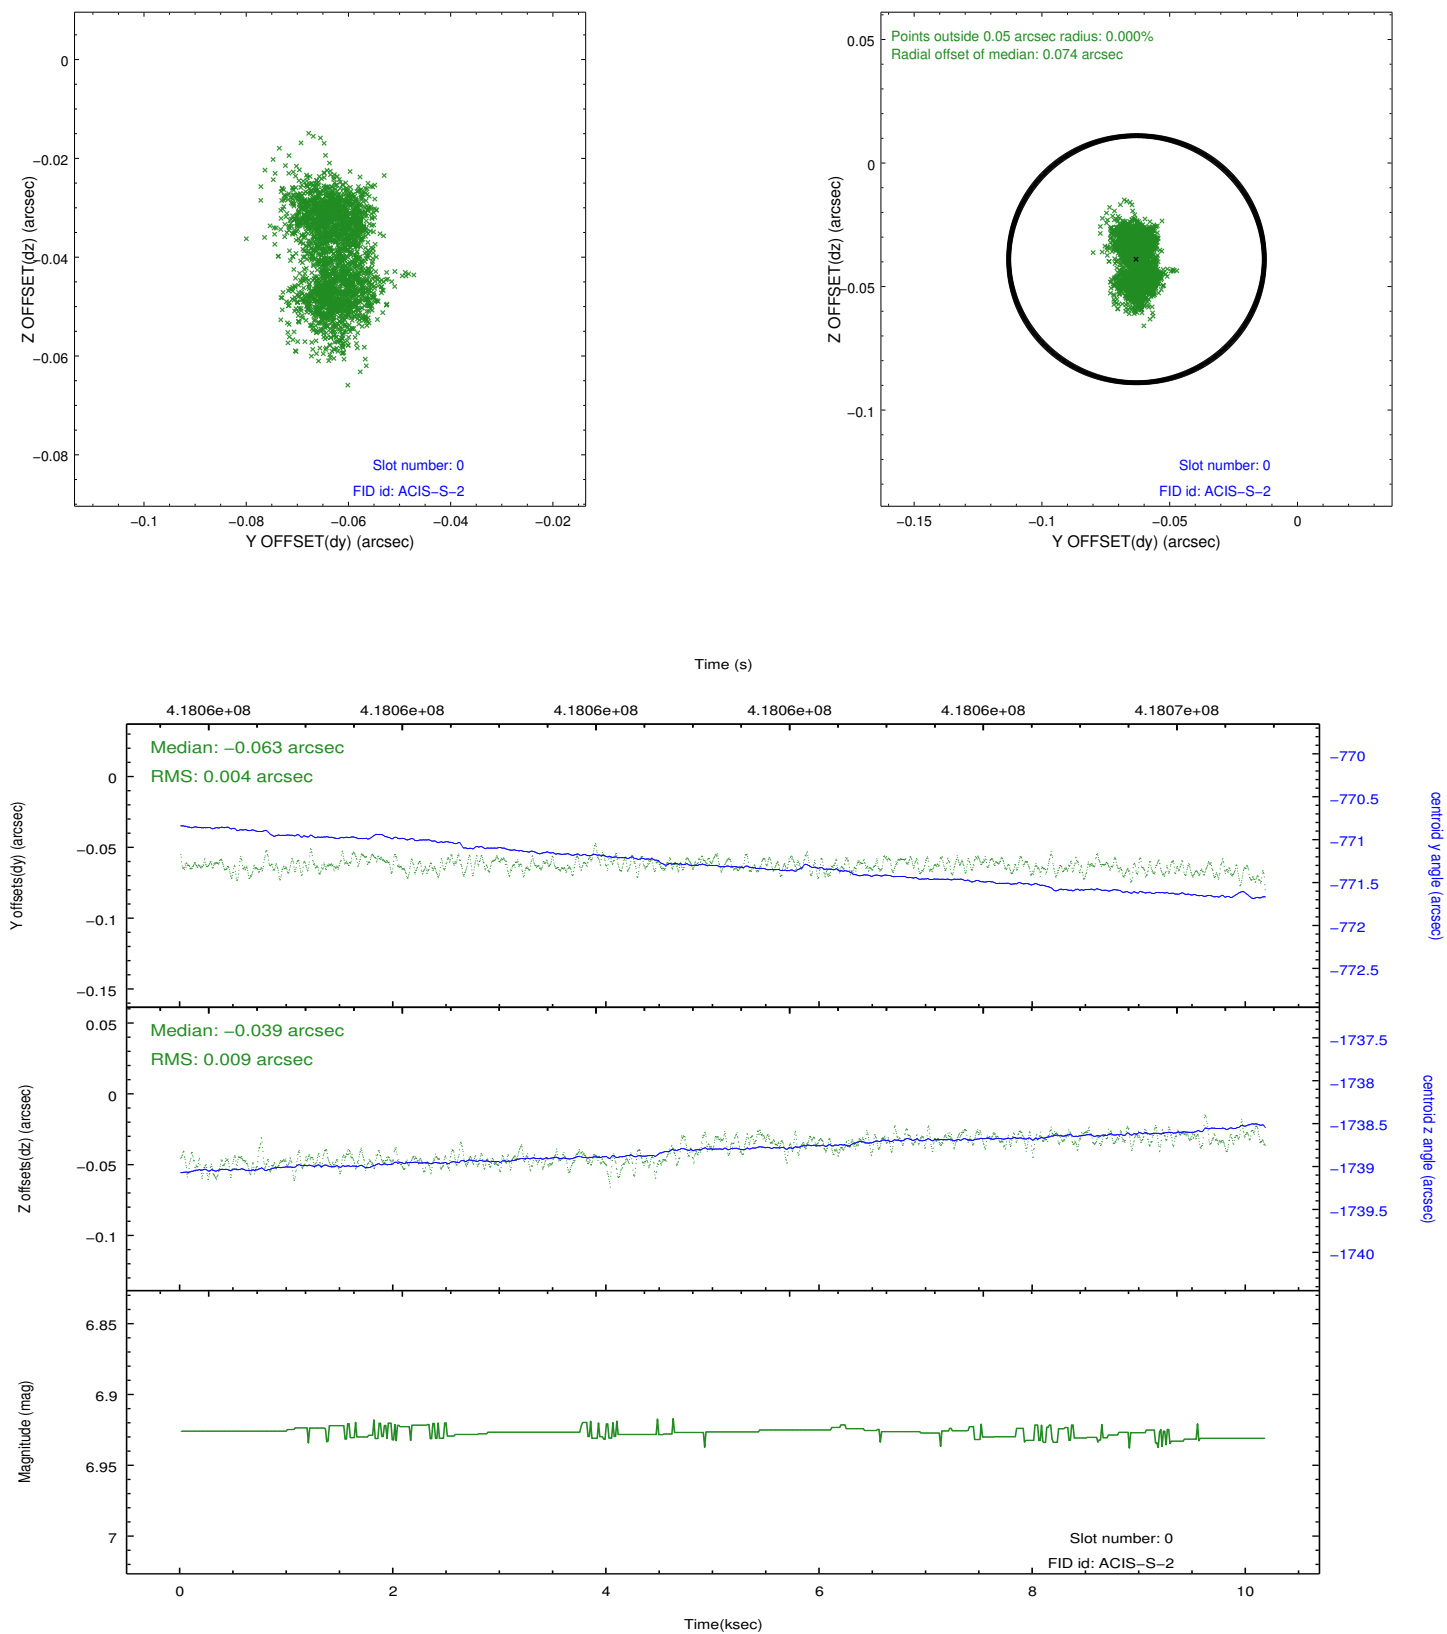 0
−0.02
−0.04
−0.06
−0.08
Z OFFSET(dz) (arcsec)
Slot number: 0
FID id: ACIS−S−2
−0.1
−0.08
−0.06
−0.04
−0.02
Y OFFSET(dy) (arcsec)
Points outside 0.05 arcsec radius: 0.000%
Radial offset of median: 0.074 arcsec
0.05
0
−0.05
−0.1
Z OFFSET(dz) (arcsec)
Slot number: 0
FID id: ACIS−S−2
−0.15
−0.1
−0.05
0
Y OFFSET(dy) (arcsec)
Time (s)
4.1806e+08
4.1806e+08
4.1806e+08
4.1806e+08
4.1806e+08
4.1807e+08
Median: −0.063 arcsec
RMS: 0.004 arcsec
0
−0.05
−0.1
−0.15
Y offsets(dy) (arcsec)
−770
−770.5
−771
−771.5
−772
−772.5
centroid y angle (arcsec)
Median: −0.039 arcsec
RMS: 0.009 arcsec
0.05
0
−0.05
−0.1
Z offsets(dz) (arcsec)
−1737.5
−1738
−1738.5
−1739
−1739.5
−1740
centroid z angle (arcsec)
6.85
6.9
6.95
7
Magnitude (mag)
Slot number: 0
FID id: ACIS−S−2
0
2
4
6
8
10
Time(ksec)